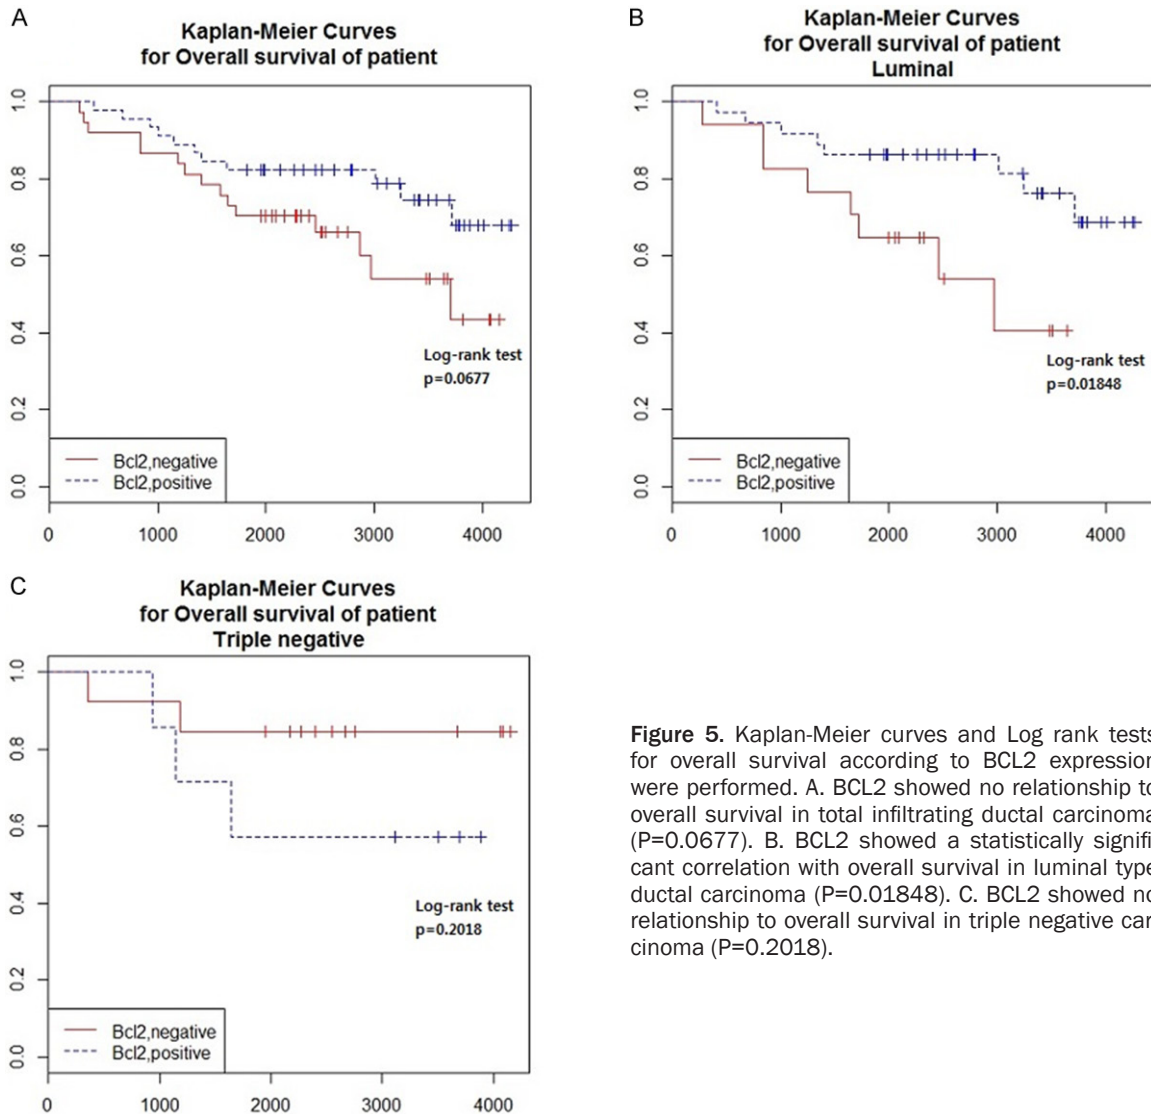 A
Kaplan-Meier Curves
for Overall survival of patient
1.0
0.8
0.6
0.4
0.2
0.0
Log-rank test
p=0.0677
Bcl2,negative
Bcl2,positive
0 1000 2000 3000 4000
B
Kaplan-Meier Curves
for Overall survival of patient
Luminal
1.0
0.8
0.6
0.4
0.2
0.0
Log-rank test
p=0.01848
Bcl2,negative
Bcl2,positive
0 1000 2000 3000 4000
C
Kaplan-Meier Curves
for Overall survival of patient
Triple negative
1.0
0.8
0.6
0.4
0.2
0.0
Log-rank test
p=0.2018
Bcl2,negative
Bcl2,positive
0 1000 2000 3000 4000
Figure 5. Kaplan-Meier curves and Log rank tests
for overall survival according to BCL2 expression
were performed. A. BCL2 showed no relationship to
overall survival in total infiltrating ductal carcinoma
(P=0.0677). B. BCL2 showed a statistically signifi
cant correlation with overall survival in luminal type
ductal carcinoma (P=0.01848). C. BCL2 showed no
relationship to overall survival in triple negative car
cinoma (P=0.2018).